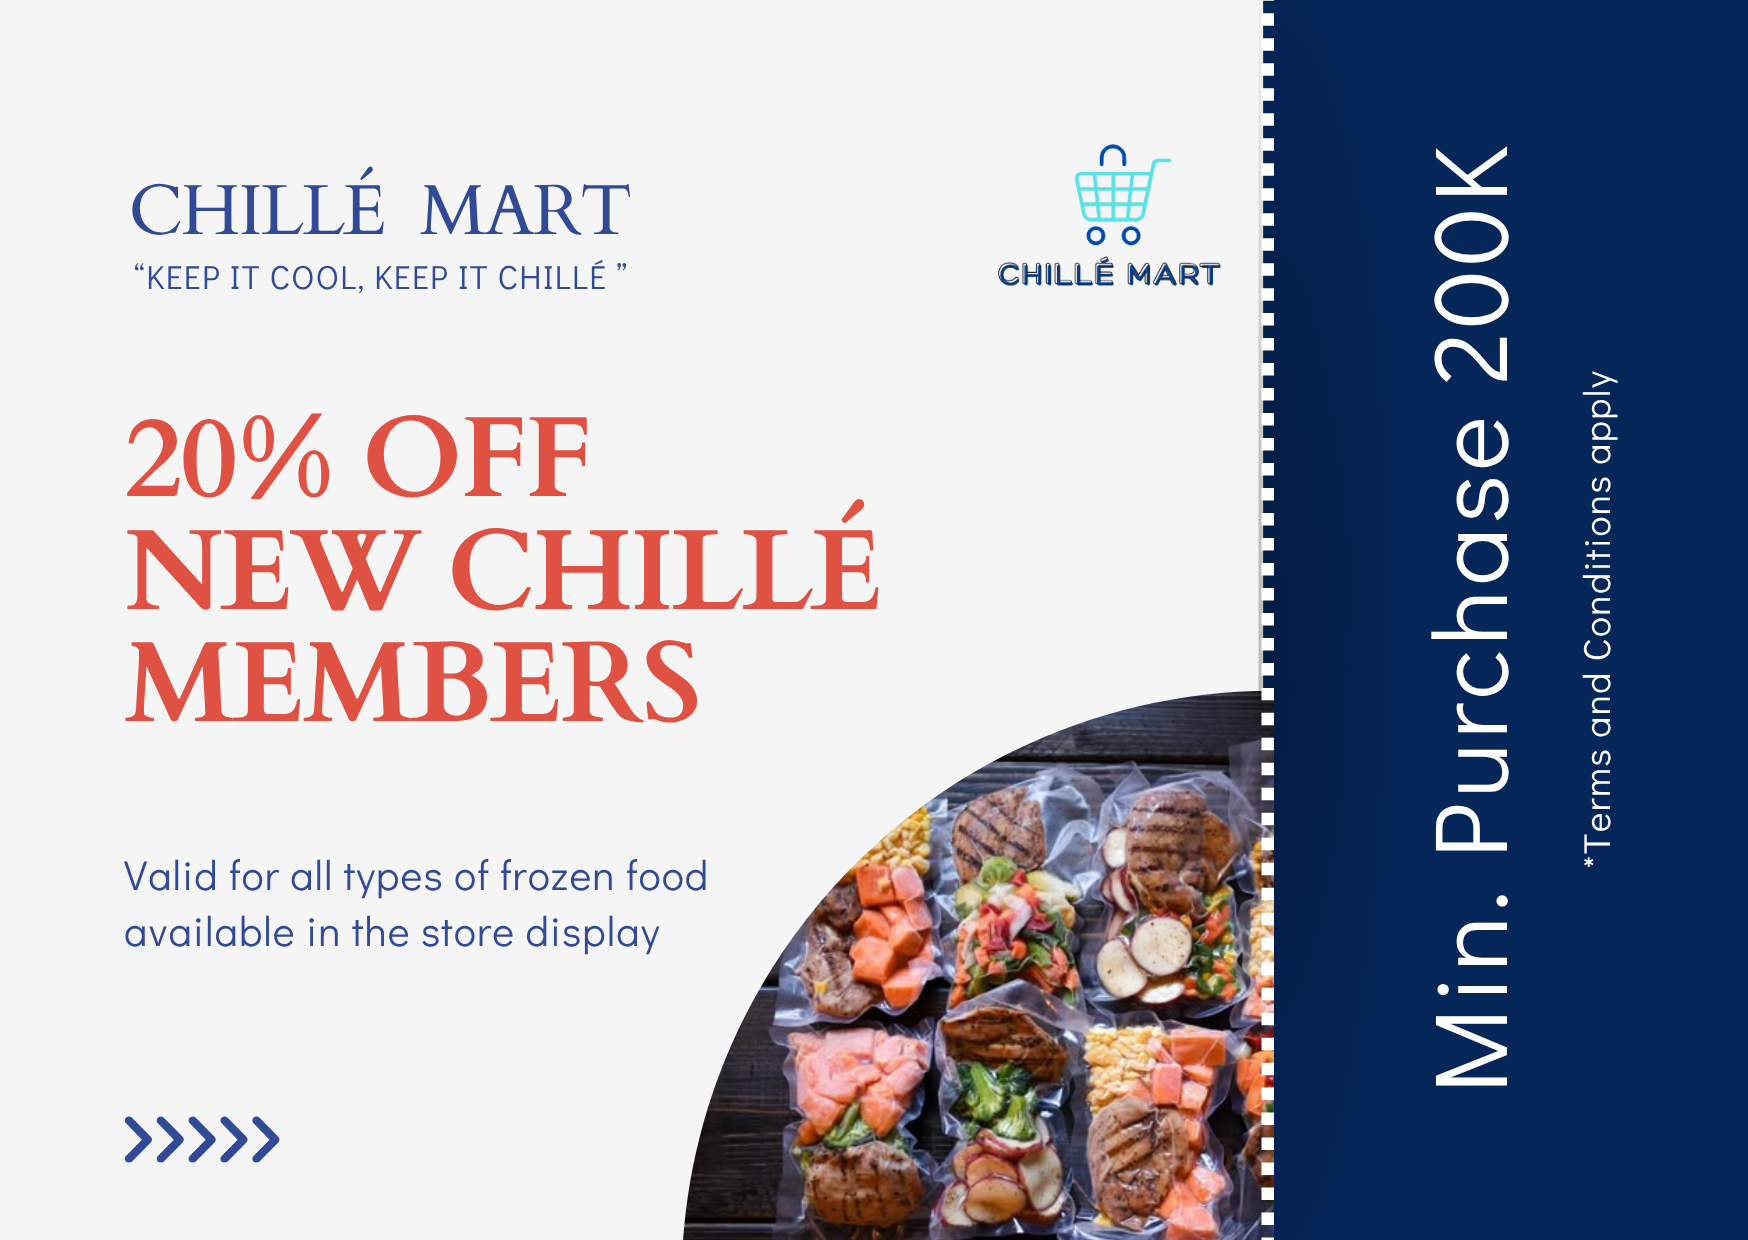 CHILLÉ MART
“KEEP IT COOL, KEEP IT CHILLÉ ”
CHILLÉ MART
20% OFF
NEW CHILLÉ
MEMBERS
Valid for all types of frozen food
available in the store display
Min. Purchase 200K
*Terms and Conditions apply